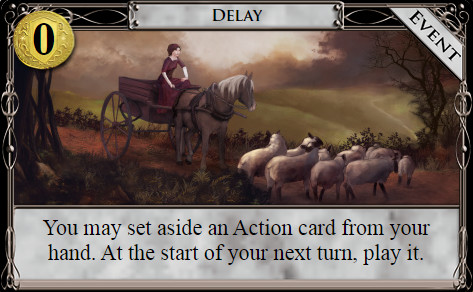 DELAY
0
EVENT
You may set aside an Action card from your
hand. At the start of your next turn, play it.